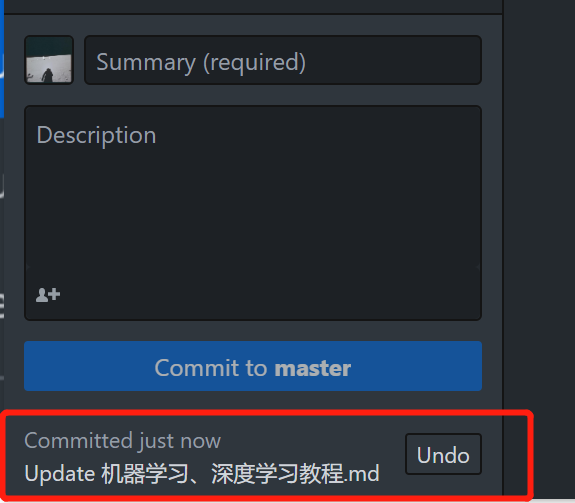 Summary (required)
Description
Commit to master
Committed just now
Update 机器学习、深度学习教程.md
Undo